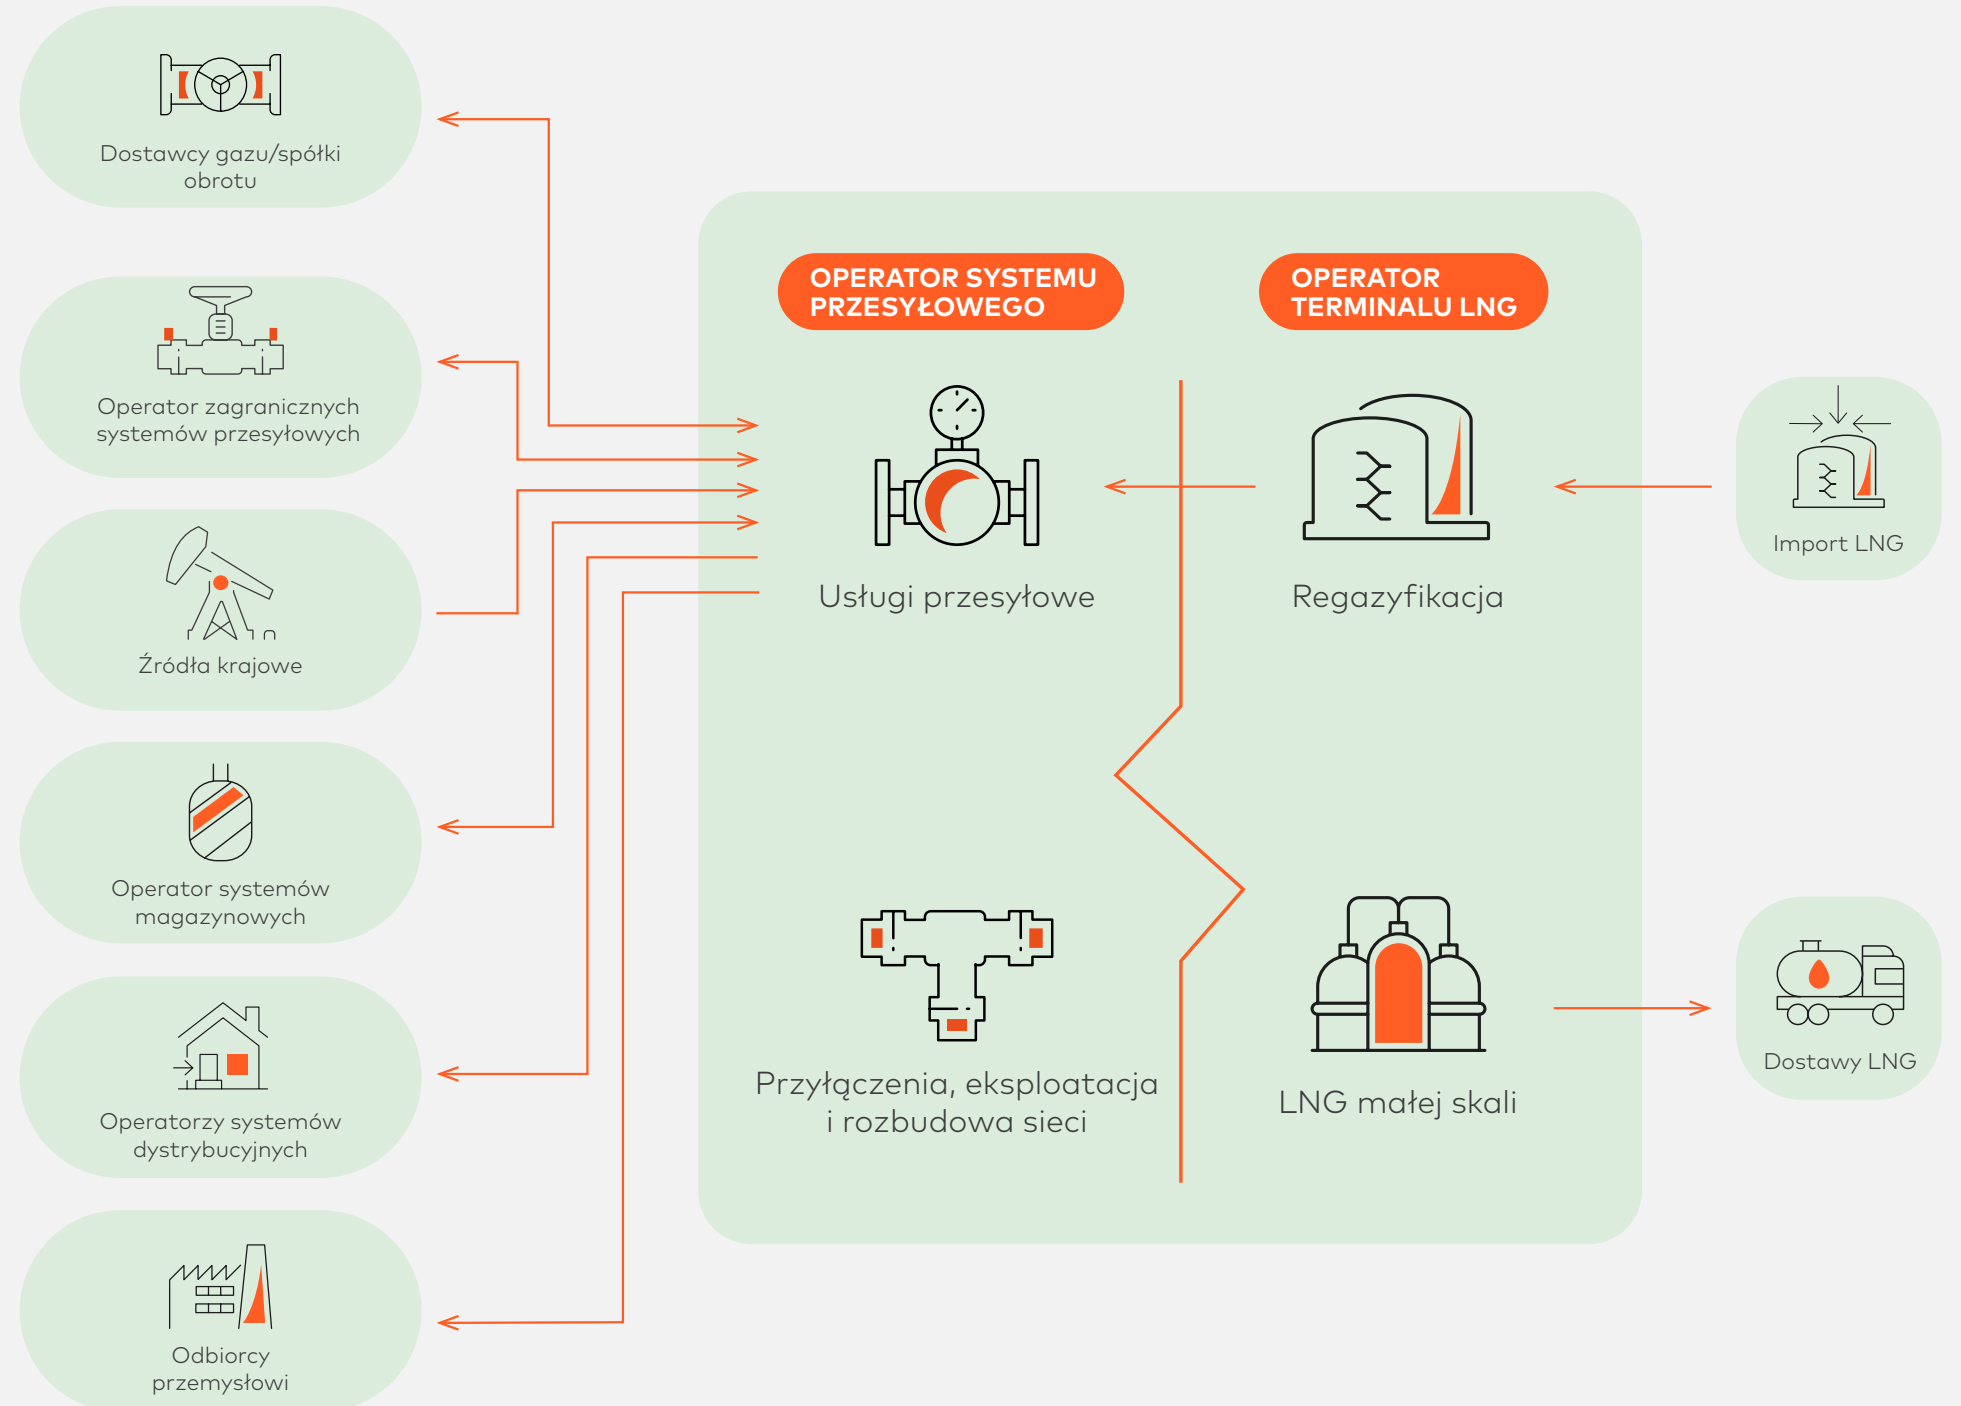 Dostawcy gazu/spółki
obrotu
Operator zagranicznych
systemów przesyłowych
Źródła krajowe
Operator systemów
magazynowych
Operatorzy systemów
dystrybucyjnych
Odbiorcy
przemysłowi
OPERATOR SYSTEMU
PRZESYŁOWEGO
Usługi przesyłowe
Przyłączenia, eksploatacja
i rozbudowa sieci
OPERATOR
TERMINALU LNG
Regazyfikacja
LNG małej skali
Import LNG
Dostawy LNG